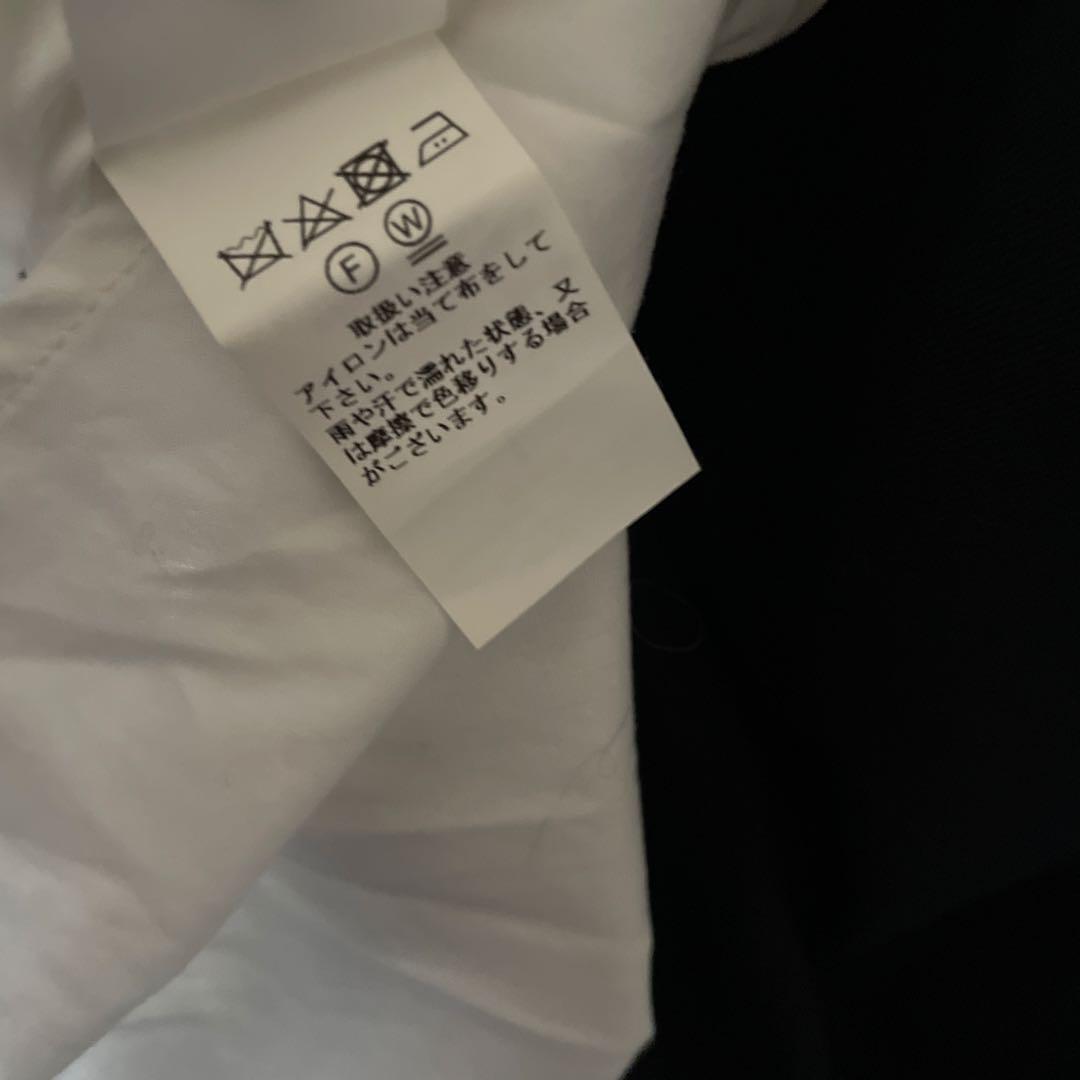 F W
取扱い注意
アイロンは当て布をして
下さい。
雨や汗で濡れた状態、又
は摩擦で色移りする場合
がございます。